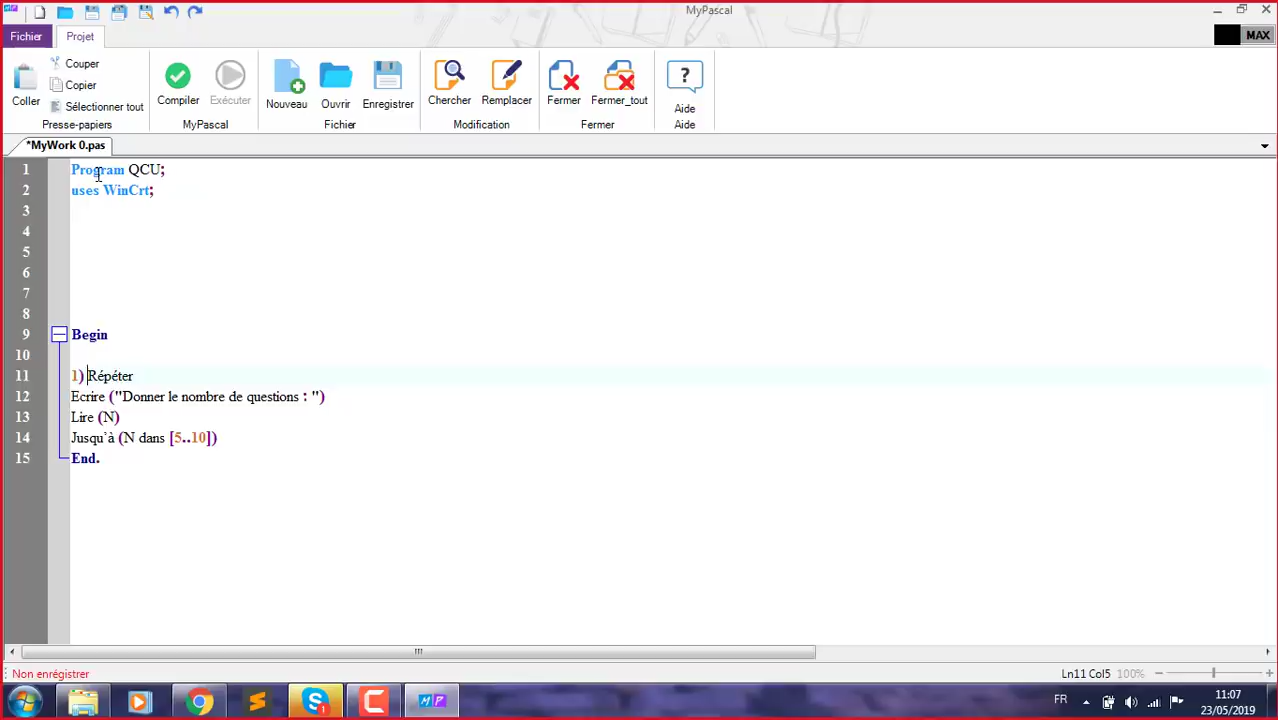 MyPascal
Fichier
Projet
MAX
Coller
Couper
Copier
Sélectionner tout
Presse-papiers
Compiler
Exécuter
MyPascal
Nouveau
Ouvrir
Enregistrer
Fichier
Chercher
Remplacer
Modification
Fermer
Fermer_tout
Fermer
?
Aide
Aide
*MyWork 0.pas
1 Program QCU;
2 uses WinCrt;
3
4
5
6
7
8
9 Begin
10
11 1) Répéter
12 Ecrire ("Donner le nombre de questions : ")
13 Lire (N)
14 Jusqu'à (N dans [5..10])
15 End.
Non enrégistrer
Ln11 Col5 100%
MP
FR
11:07
23/05/2019